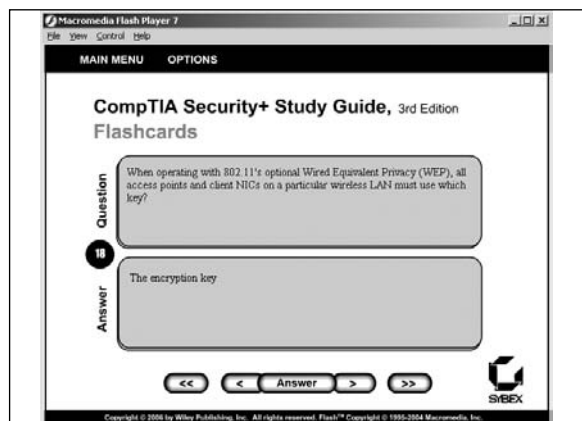 Macromedia Flash Player 7
File View Control Help
MAIN MENU OPTIONS
CompTIA Security+ Study Guide, 3rd Edition
Flashcards
Question
When operating with 802.11's optional Wired Equivalent Privacy (WEP), all
access points and client NICs on a particular wireless LAN must use which
key?
18
Answer
The encryption key
<< < Answer > >>
SYBEX
Copyright © 2006 by Wiley Publishing, Inc. All rights reserved. Flash™ Copyright © 1995-2004 Macromedia, Inc.